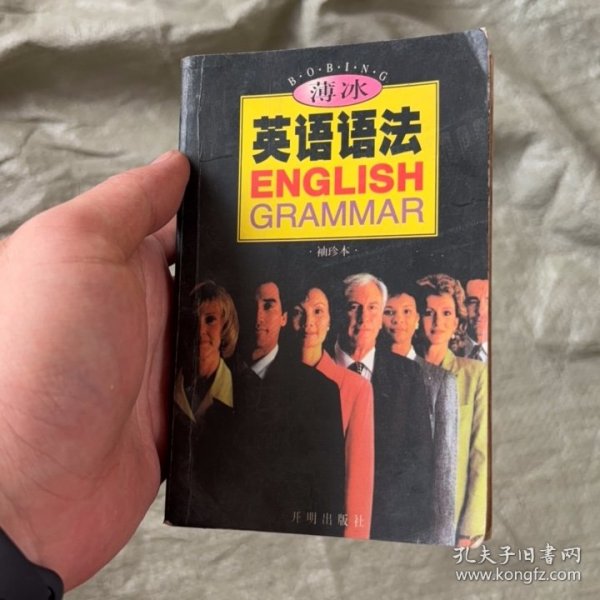 B·O·B·I·N·G
薄冰
英语语法
ENGLISH
GRAMMAR
·袖珍本·
开明出版社
孔夫子旧书网
www.kongfz.com